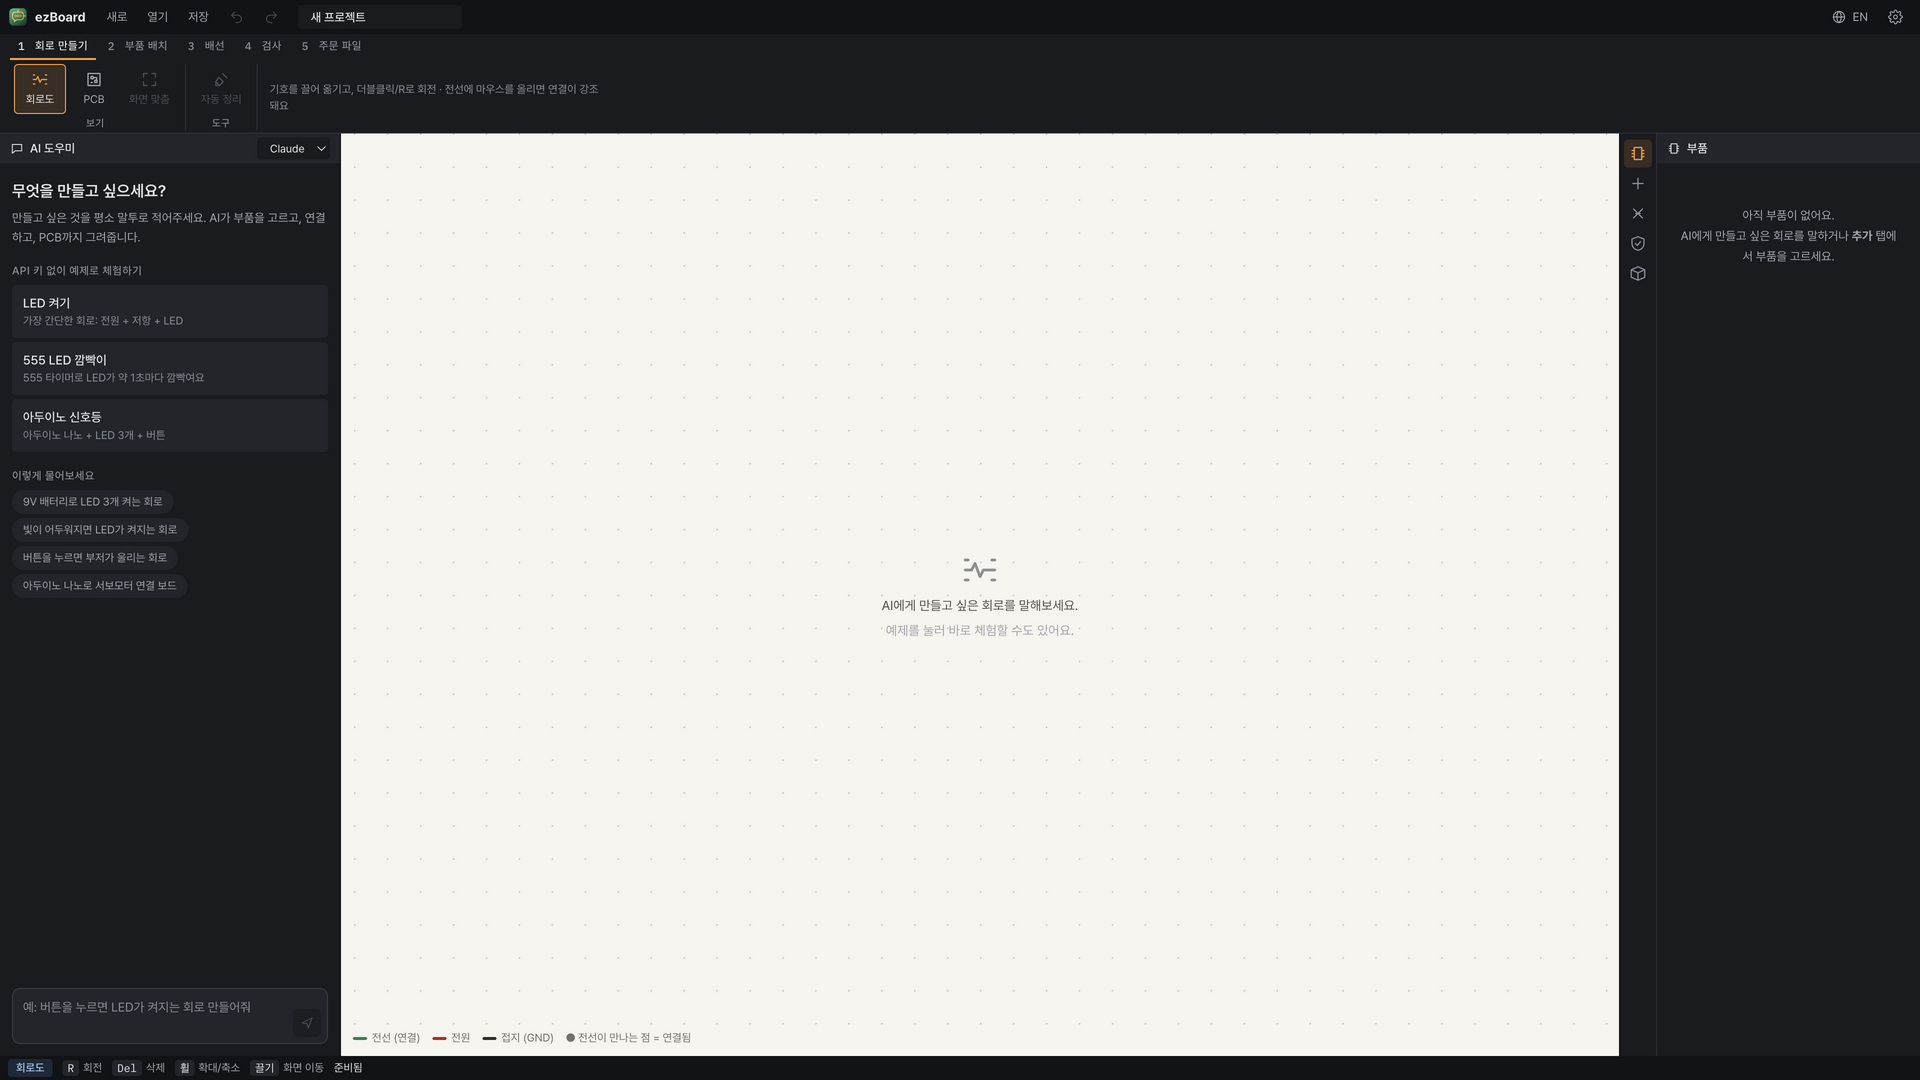 ezBoard 새로 열기 저장 새 프로젝트 EN
1 회로 만들기 2 부품 배치 3 배선 4 검사 5 주문 파일
회로도 PCB 화면 맞춤 자동 정리
기호를 끌어 옮기고, 더블클릭/R로 회전 · 전선에 마우스를 올리면 연결이 강조
돼요
보기 도구
AI 도우미 Claude
무엇을 만들고 싶으세요?
만들고 싶은 것을 평소 말투로 적어주세요. AI가 부품을 고르고, 연결
하고, PCB까지 그려줍니다.
API 키 없이 예제로 체험하기
LED 켜기
가장 간단한 회로: 전원 + 저항 + LED
555 LED 깜빡이
555 타이머로 LED가 약 1초마다 깜빡여요
아두이노 신호등
아두이노 나노 + LED 3개 + 버튼
이렇게 물어보세요
9V 배터리로 LED 3개 켜는 회로
빛이 어두워지면 LED가 켜지는 회로
버튼을 누르면 부저가 울리는 회로
아두이노 나노로 서보모터 연결 보드
예: 버튼을 누르면 LED가 켜지는 회로 만들어줘
AI에게 만들고 싶은 회로를 말해보세요.
예제를 눌러 바로 체험할 수도 있어요.
전선 (연결) 전원 접지 (GND) 전선이 만나는 점 = 연결됨
부품
아직 부품이 없어요.
AI에게 만들고 싶은 회로를 말하거나 추가 탭에
서 부품을 고르세요.
회로도 R 회전 Del 삭제 휠 확대/축소 끌기 화면 이동 준비됨